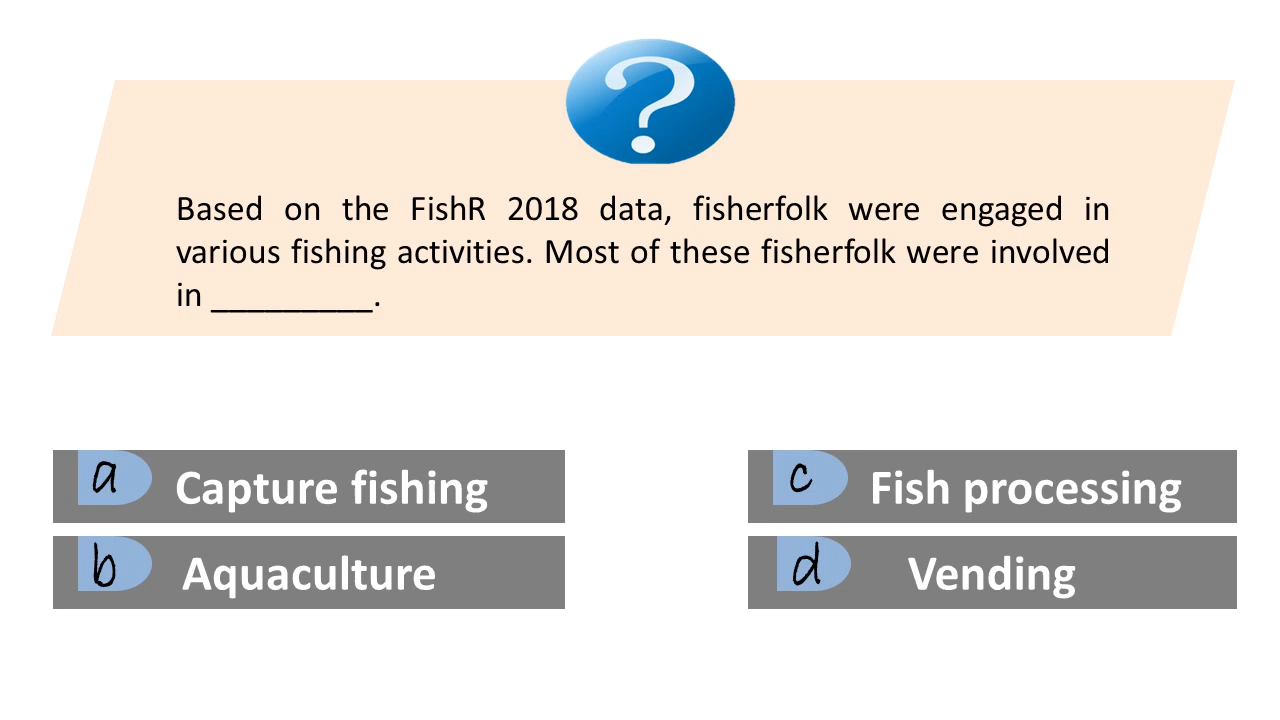 ?
Based on the FishR 2018 data, fisherfolk were engaged in
various fishing activities. Most of these fisherfolk were involved
in _________.
a Capture fishing
b Aquaculture
c Fish processing
d Vending